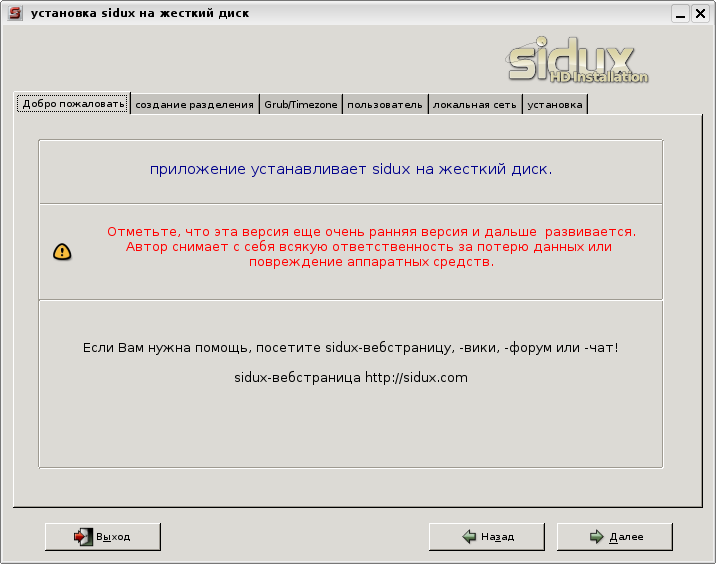 установка sidux на жесткий диск
sidux
HD-Installation
Добро пожаловать создание разделения Grub/Timezone пользователь локальная сеть установка
приложение устанавливает sidux на жесткий диск.
Отметьте, что эта версия еще очень ранняя версия и дальше развивается.
Автор снимает с себя всякую ответственность за потерю данных или
повреждение аппаратных средств.
Если Вам нужна помощь, посетите sidux-вебстраницу, -вики, -форум или -чат!
sidux-вебстраница http://sidux.com
Выход Назад Далее